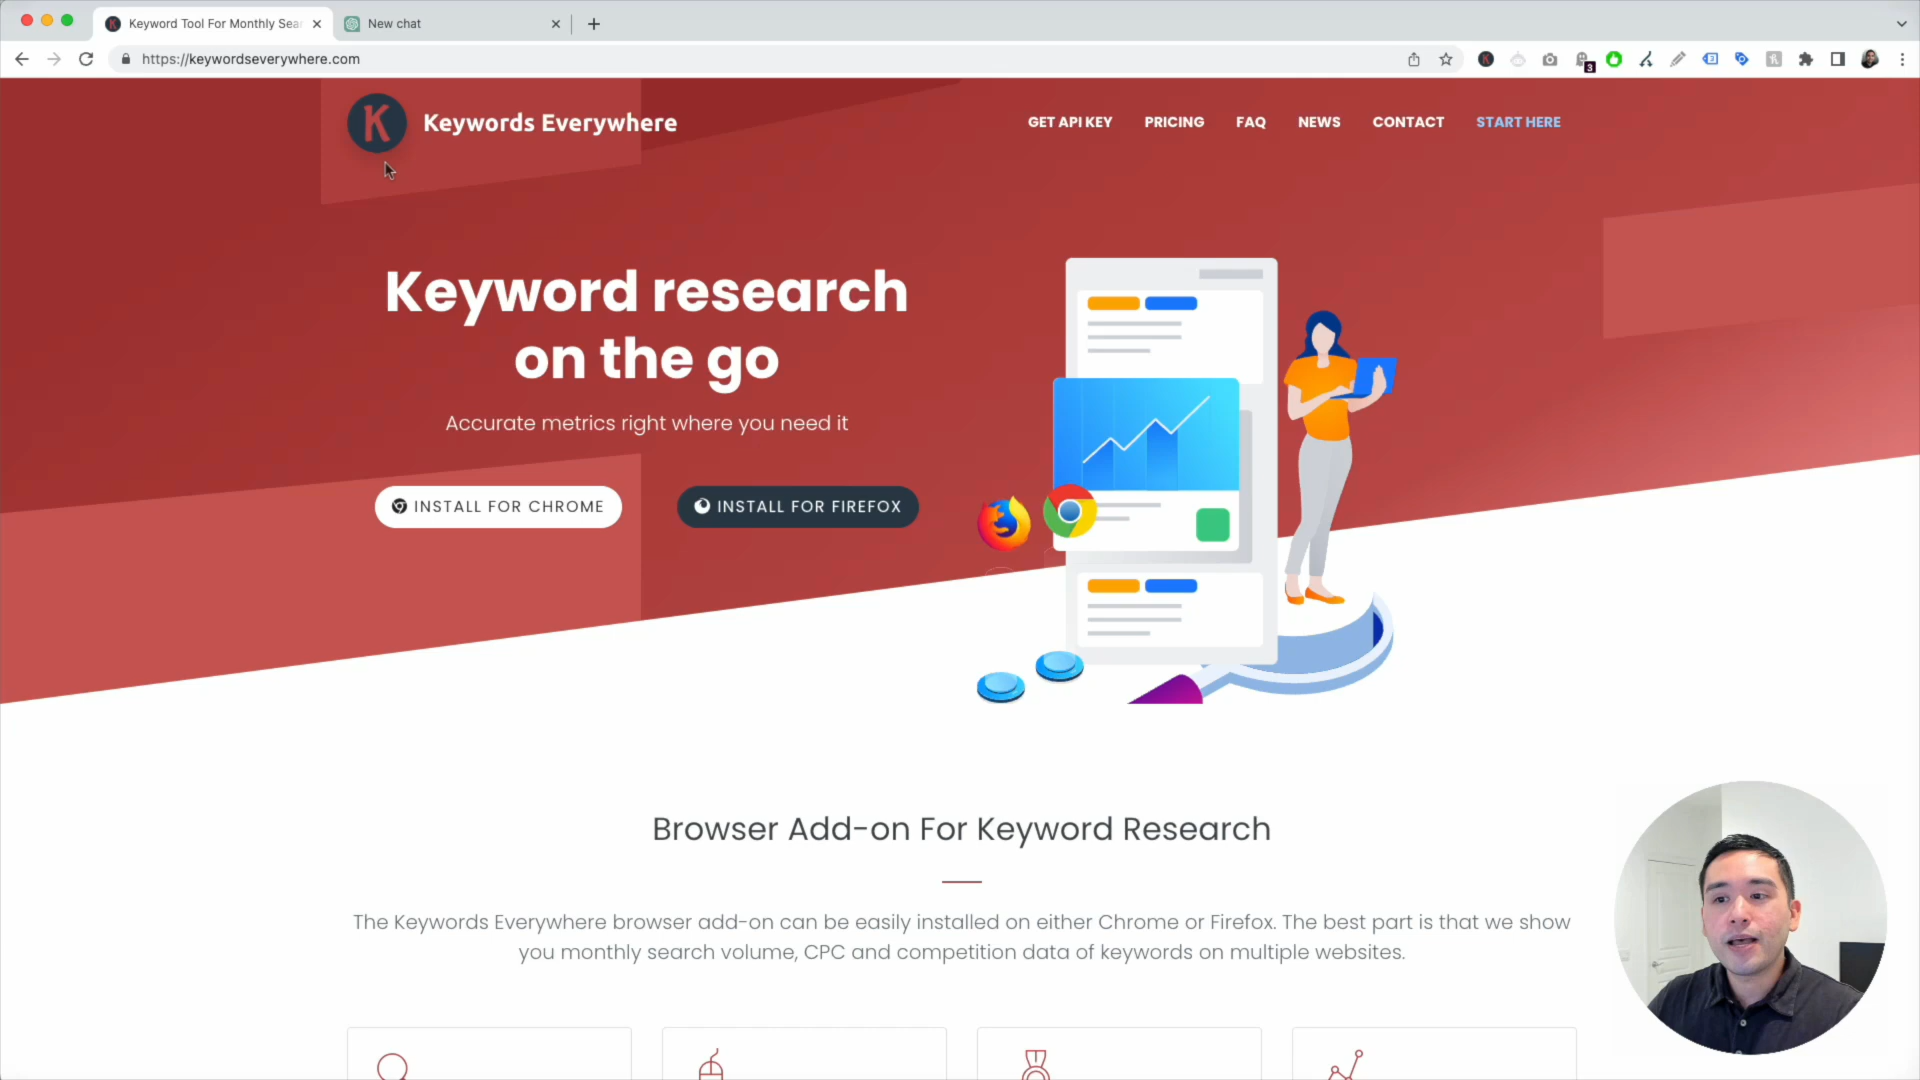 Keyword Tool For Monthly Sear
New chat
https://keywordseverywhere.com
3
K
Keywords Everywhere
GET API KEY
PRICING
FAQ
NEWS
CONTACT
START HERE
Keyword research
on the go
Accurate metrics right where you need it
INSTALL FOR CHROME
INSTALL FOR FIREFOX
Browser Add-on For Keyword Research
The Keywords Everywhere browser add-on can be easily installed on either Chrome or Firefox. The best part is that we show
you monthly search volume, CPC and competition data of keywords on multiple websites.